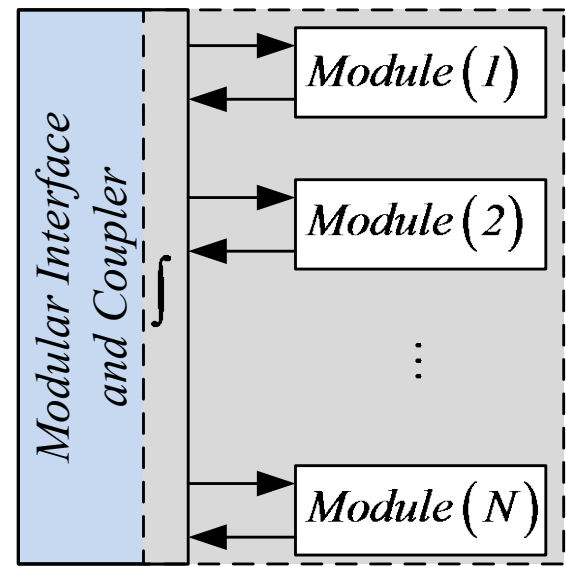 Modular Interface
and Coupler
∫
Module(1)
Module(2)
⋮
Module(N)